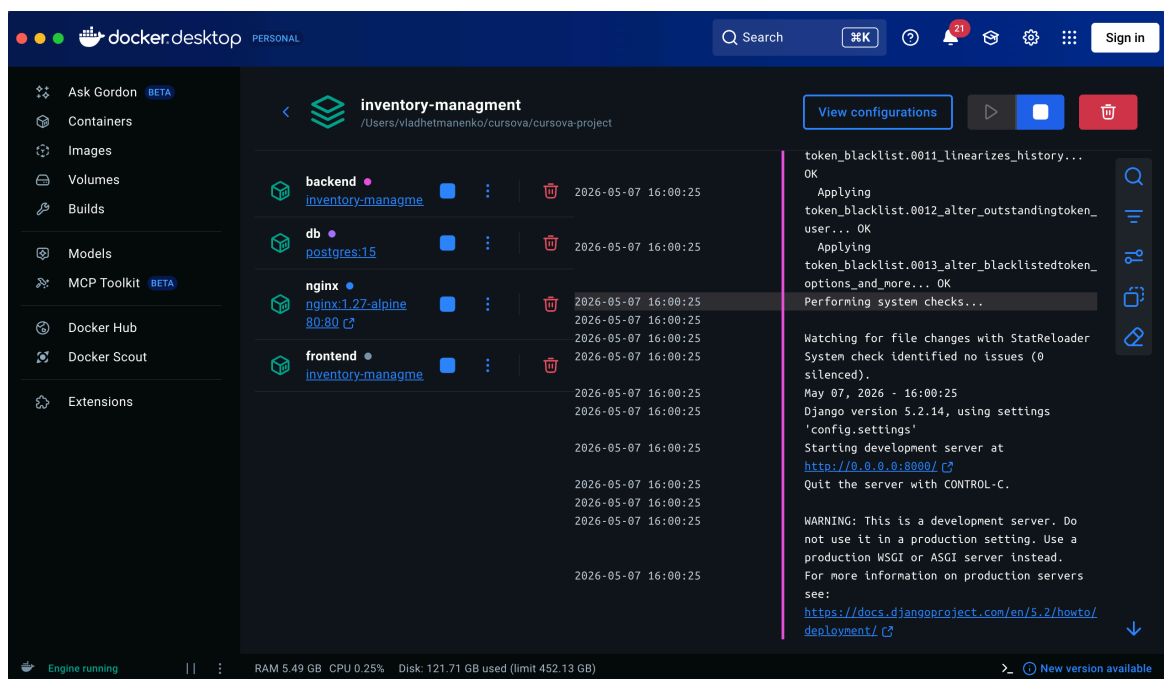 docker.desktop PERSONAL Search ⌘K 21 Sign in
Ask Gordon BETA
Containers
Images
Volumes
Builds
Models
MCP Toolkit BETA
Docker Hub
Docker Scout
Extensions
inventory-managment
/Users/vladhetmanenko/cursova/cursova-project
View configurations
backend
inventory-managme
db
postgres:15
nginx
nginx:1.27-alpine
80:80
frontend
inventory-managme
token_blacklist.0011_linearizes_history...
OK
2026-05-07 16:00:25 Applying
token_blacklist.0012_alter_outstandingtoken_
user... OK
2026-05-07 16:00:25 Applying
token_blacklist.0013_alter_blacklistedtoken_
options_and_more... OK
2026-05-07 16:00:25 Performing system checks...
2026-05-07 16:00:25
2026-05-07 16:00:25 Watching for file changes with StatReloader
2026-05-07 16:00:25 System check identified no issues (0
silenced).
2026-05-07 16:00:25 May 07, 2026 - 16:00:25
2026-05-07 16:00:25 Django version 5.2.14, using settings
'config.settings'
2026-05-07 16:00:25 Starting development server at
http://0.0.0.0:8000/
2026-05-07 16:00:25 Quit the server with CONTROL-C.
2026-05-07 16:00:25
2026-05-07 16:00:25 WARNING: This is a development server. Do
not use it in a production setting. Use a
production WSGI or ASGI server instead.
2026-05-07 16:00:25 For more information on production servers
see:
https://docs.djangoproject.com/en/5.2/howto/
deployment/
Engine running RAM 5.49 GB CPU 0.25% Disk: 121.71 GB used (limit 452.13 GB) >_ New version available